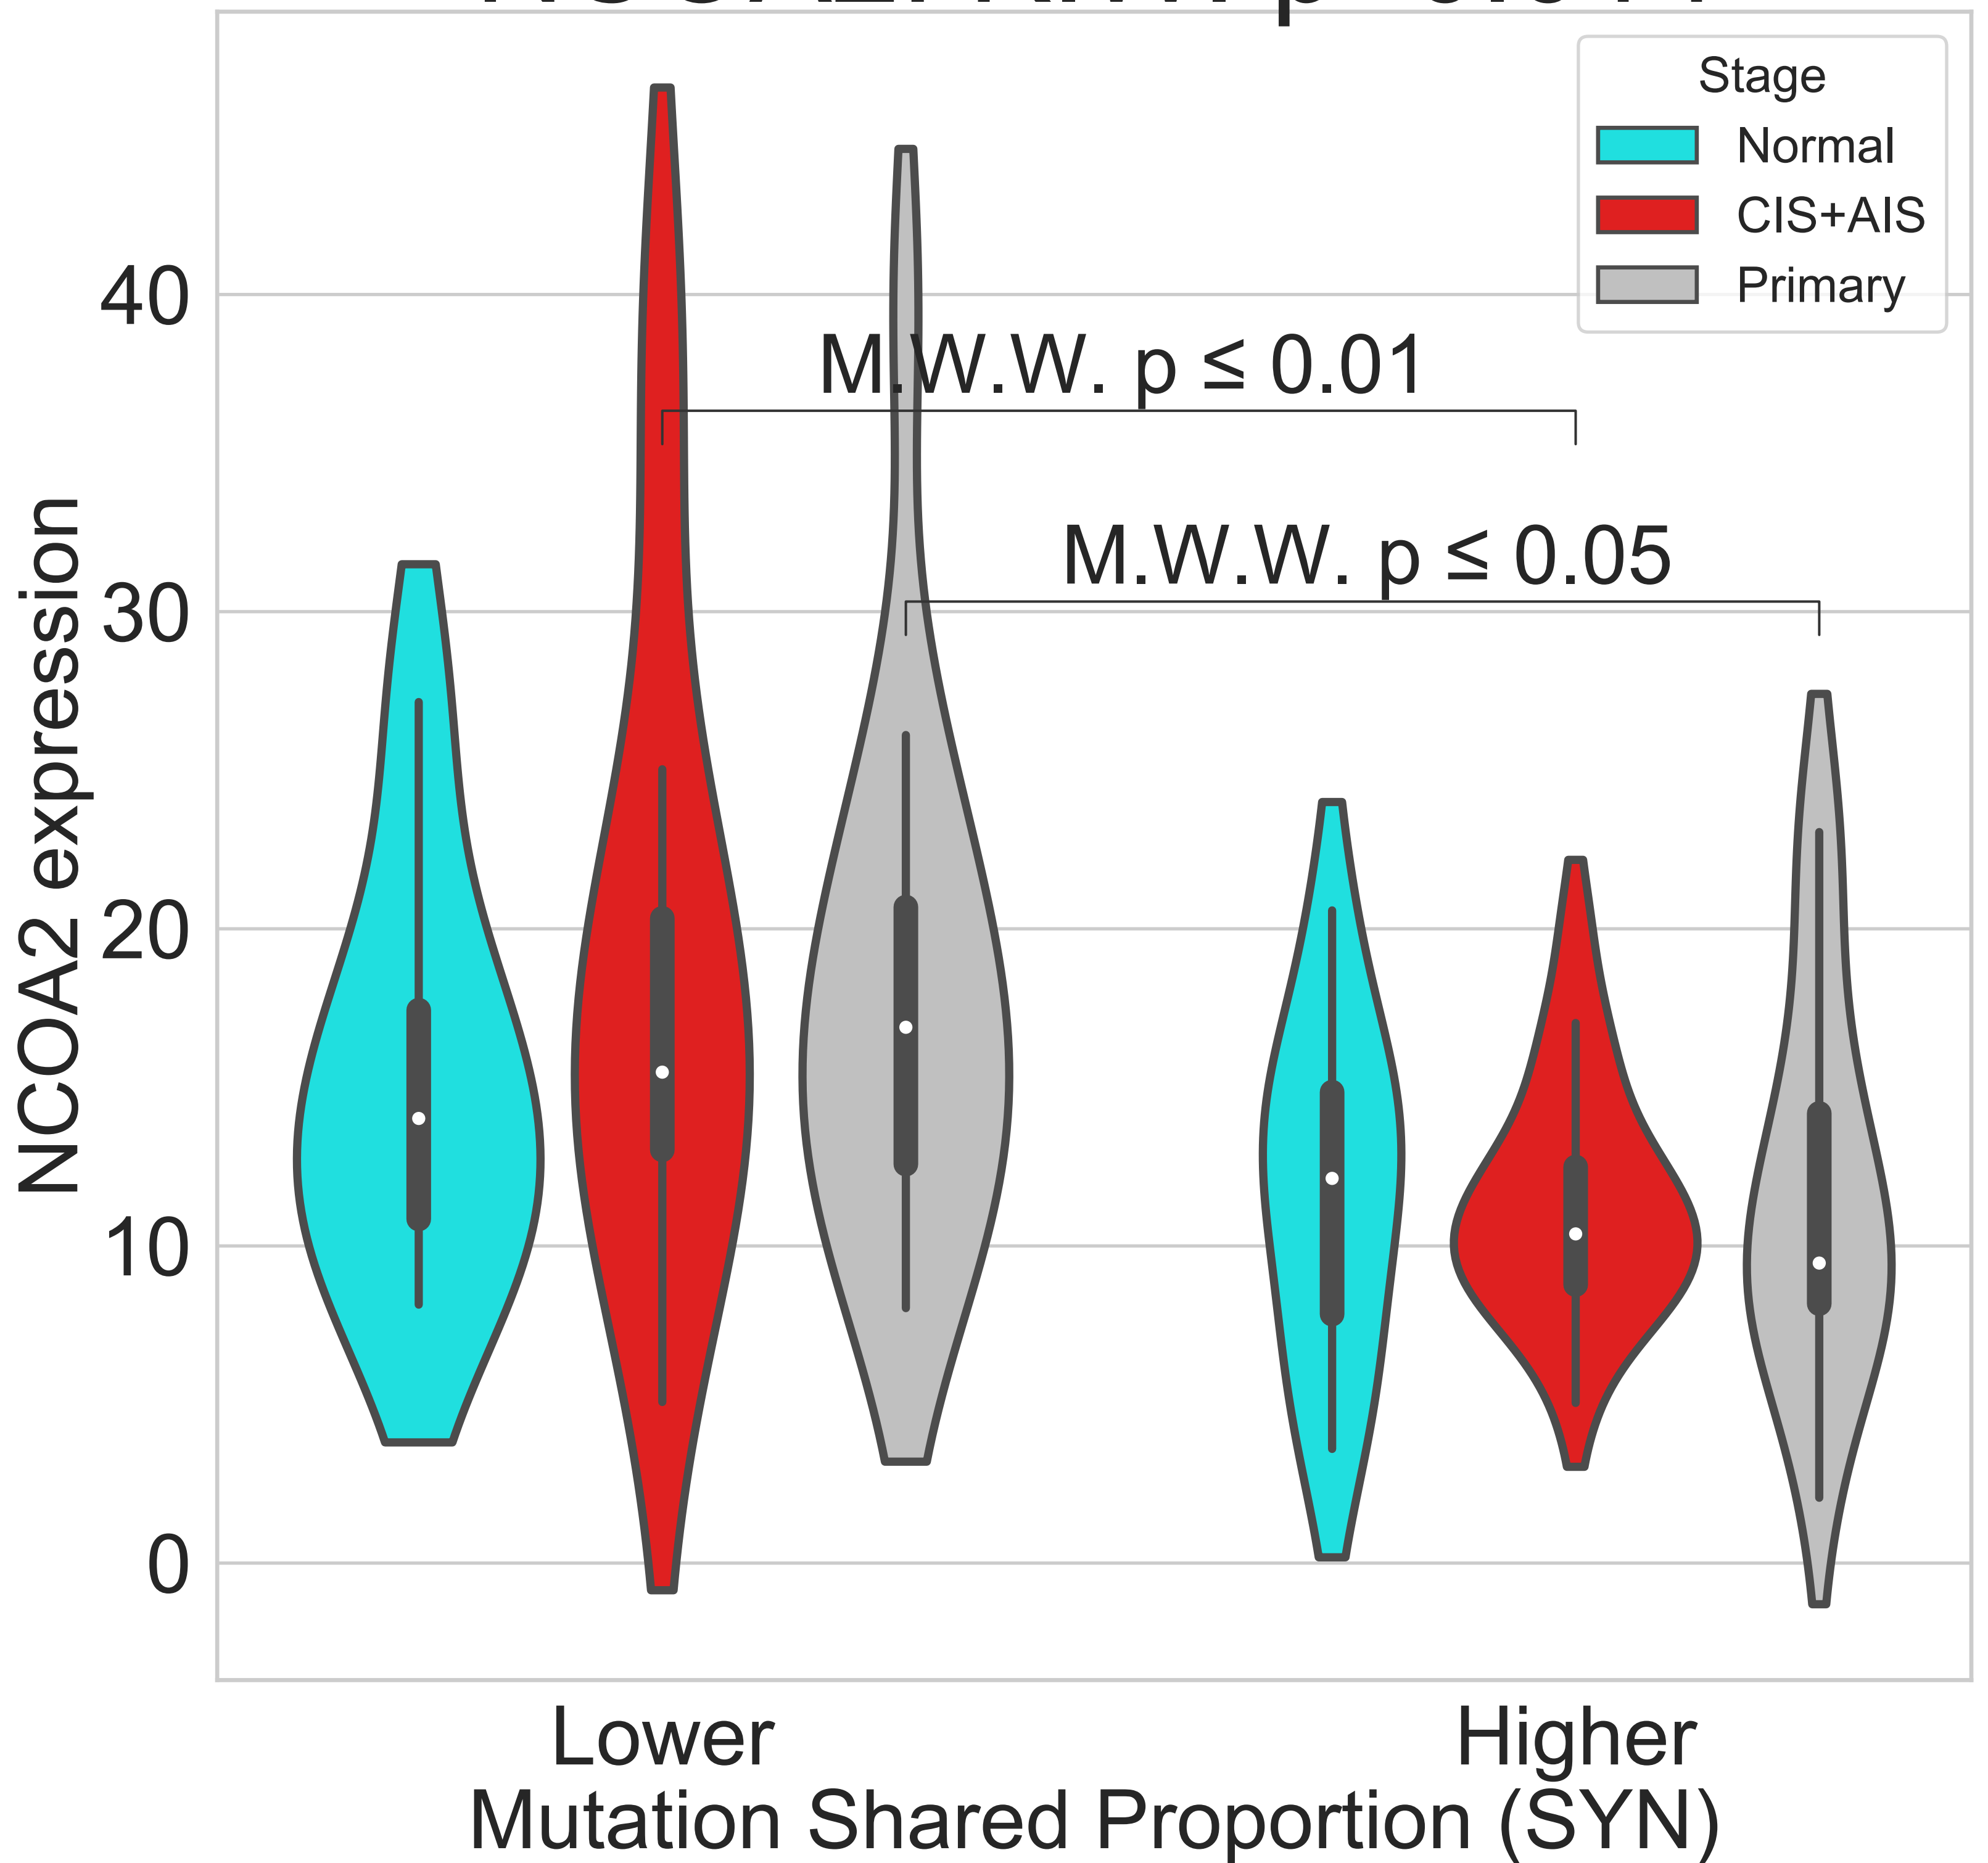 Stage
Normal
CIS+AIS
Primary
40
30
20
10
0
NCOA2 expression
M.W.W. p ≤ 0.01
M.W.W. p ≤ 0.05
Lower
Higher
Mutation Shared Proportion (SYN)